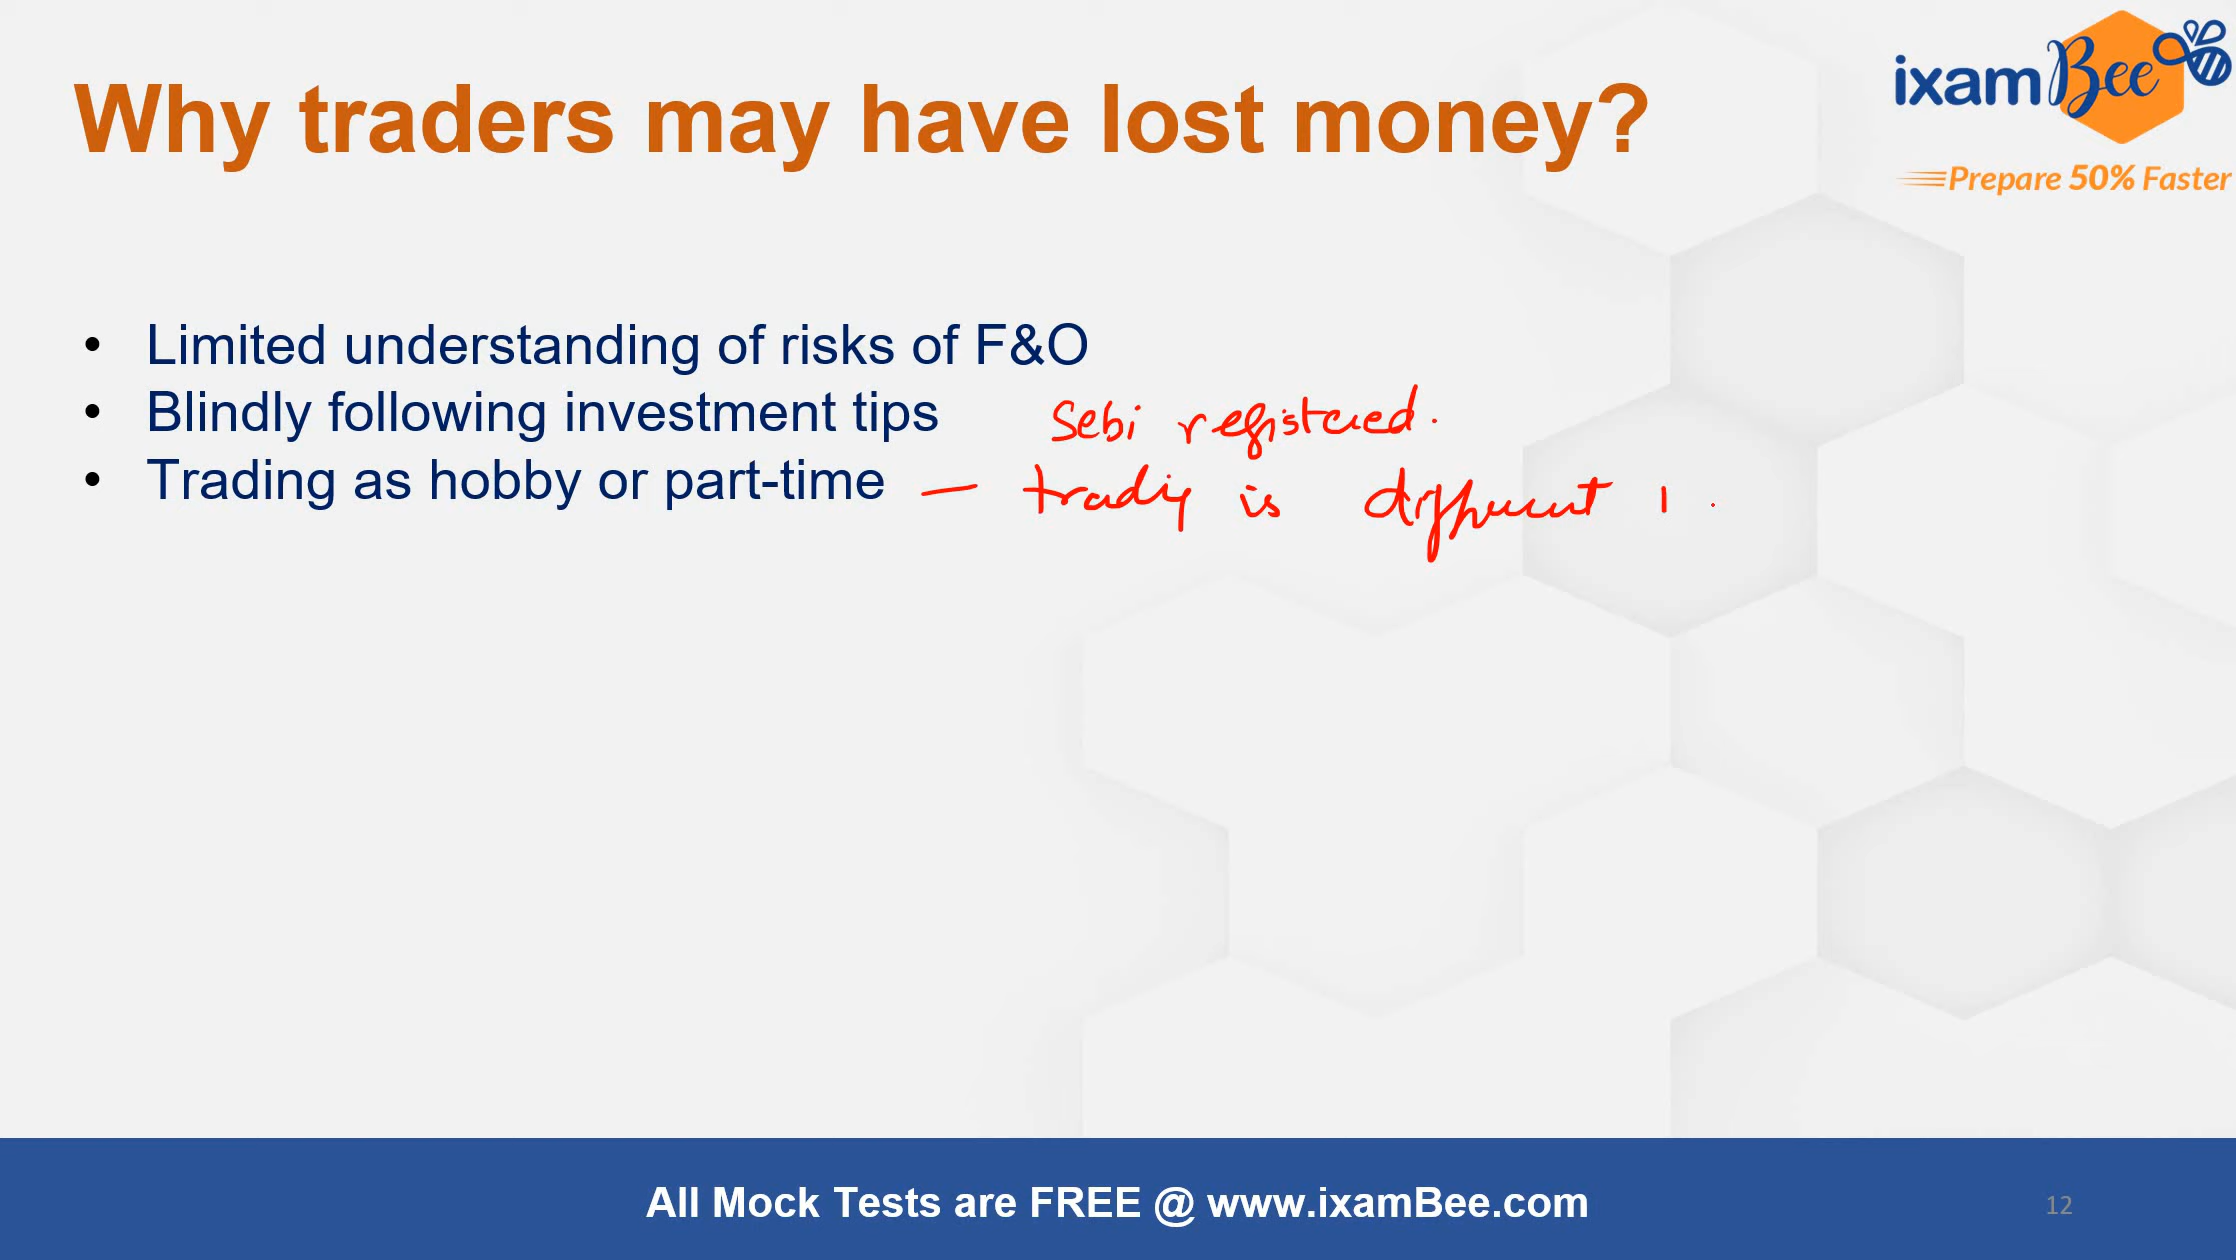 Why traders may have lost money?
ixamBee
Prepare 50% Faster
• Limited understanding of risks of F&O
• Blindly following investment tips Sebi registered.
• Trading as hobby or part-time — trading is different
All Mock Tests are FREE @ www.ixamBee.com
12